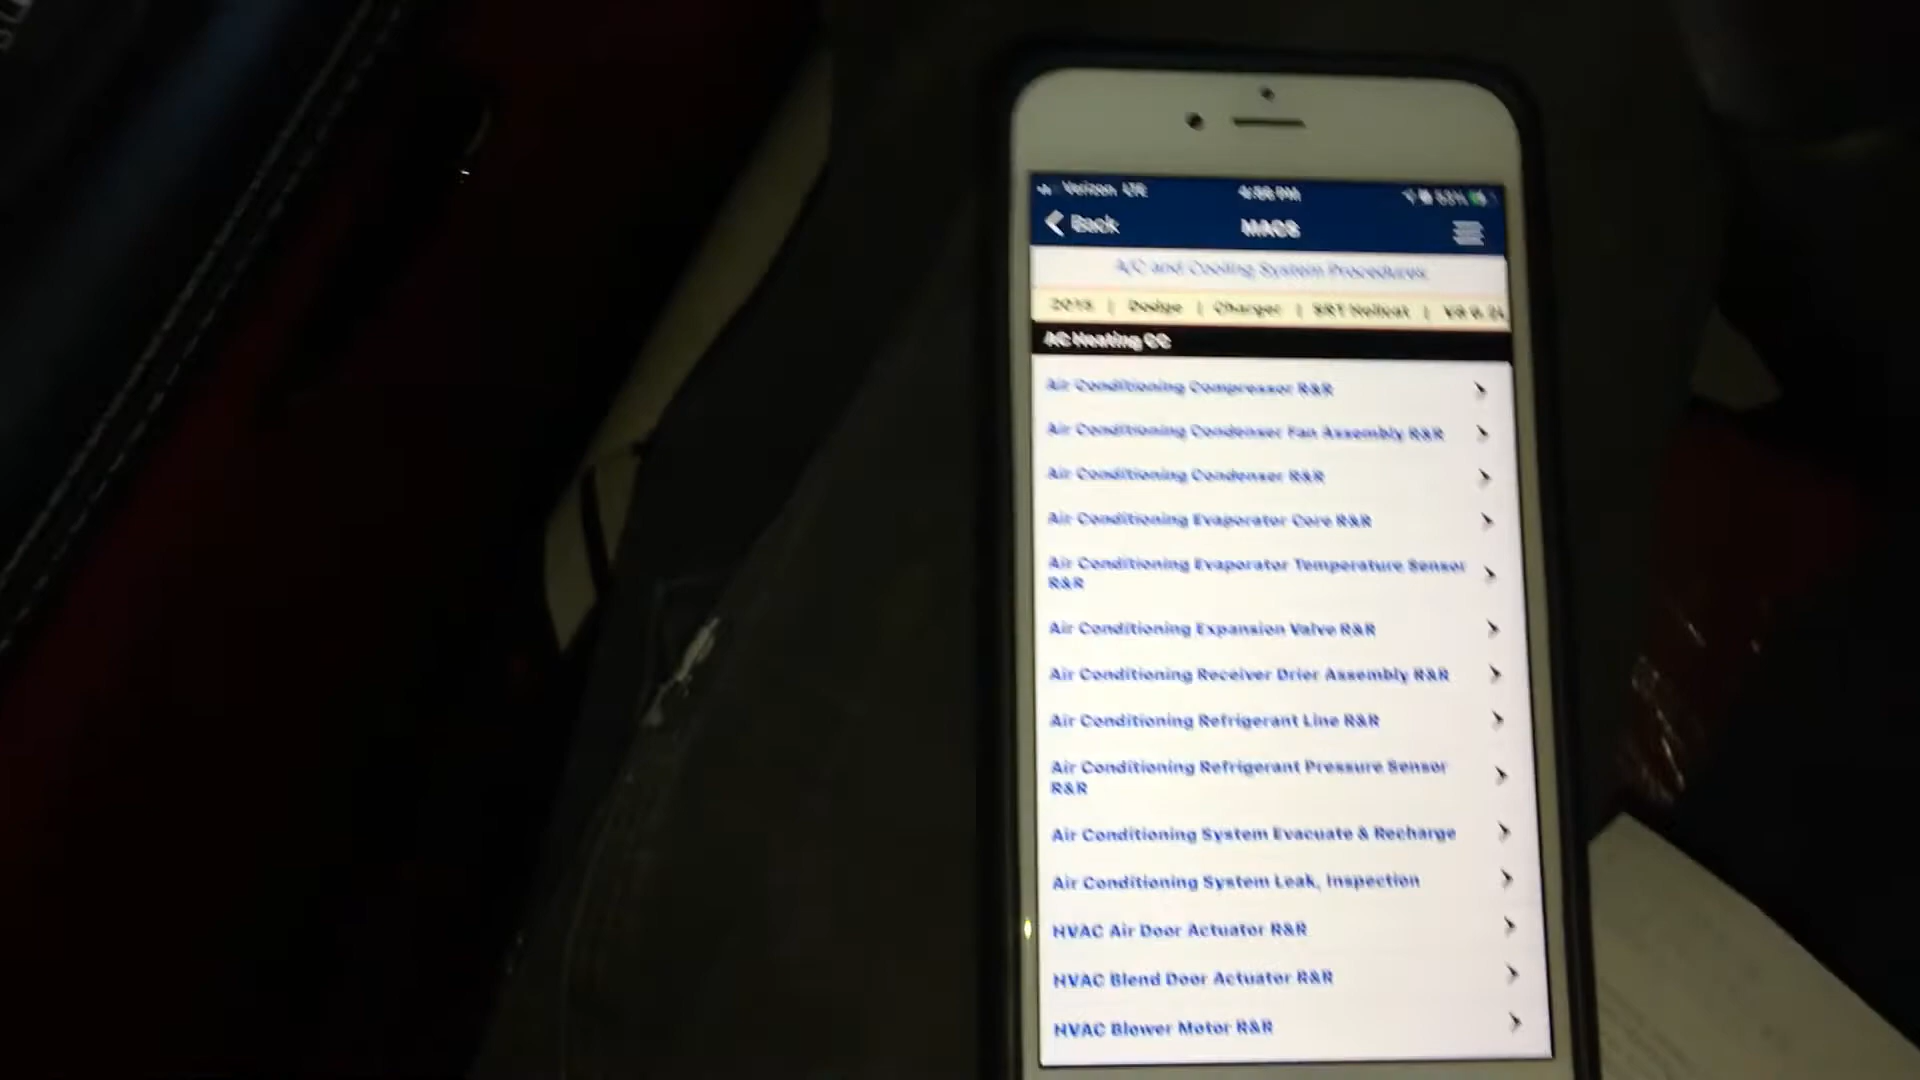 Verizon LTE
Back
MACS
A/C and Cooling System Procedures
Dodge | Charger | SRT Hellcat |
AC Heating CC
Air Conditioning Compressor R&R
Air Conditioning Condenser Fan Assembly R&R
Air Conditioning Condenser R&R
Air Conditioning Evaporator Core R&R
Air Conditioning Evaporator Temperature Sensor
R&R
Air Conditioning Expansion Valve R&R
Air Conditioning Receiver Drier Assembly R&R
Air Conditioning Refrigerant Line R&R
Air Conditioning Refrigerant Pressure Sensor
R&R
Air Conditioning System Evacuate & Recharge
Air Conditioning System Leak, Inspection
HVAC Air Door Actuator R&R
HVAC Blend Door Actuator R&R
HVAC Blower Motor R&R